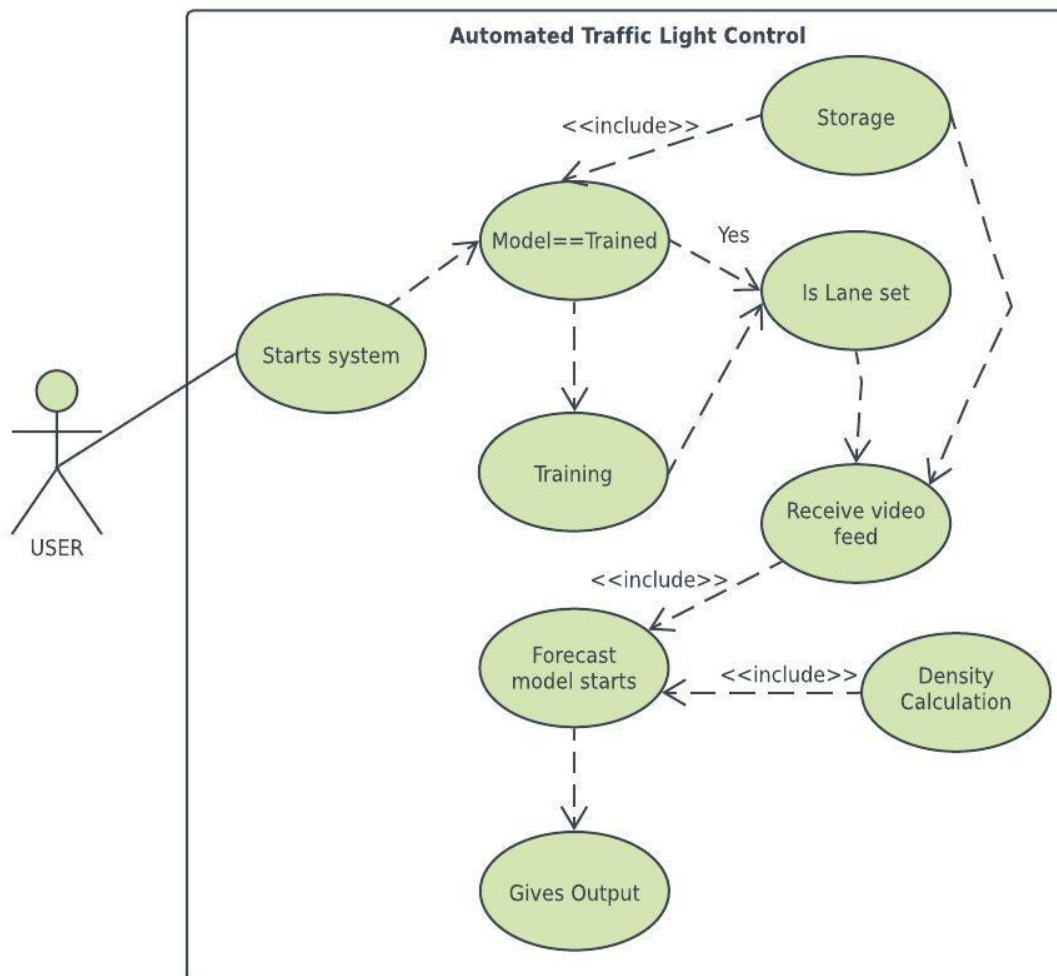 Automated Traffic Light Control
Storage
<<include>>
Model==Trained
Yes
Is Lane set
Starts system
Training
Receive video
feed
USER
<<include>>
Forecast
model starts
<<include>>
Density
Calculation
Gives Output